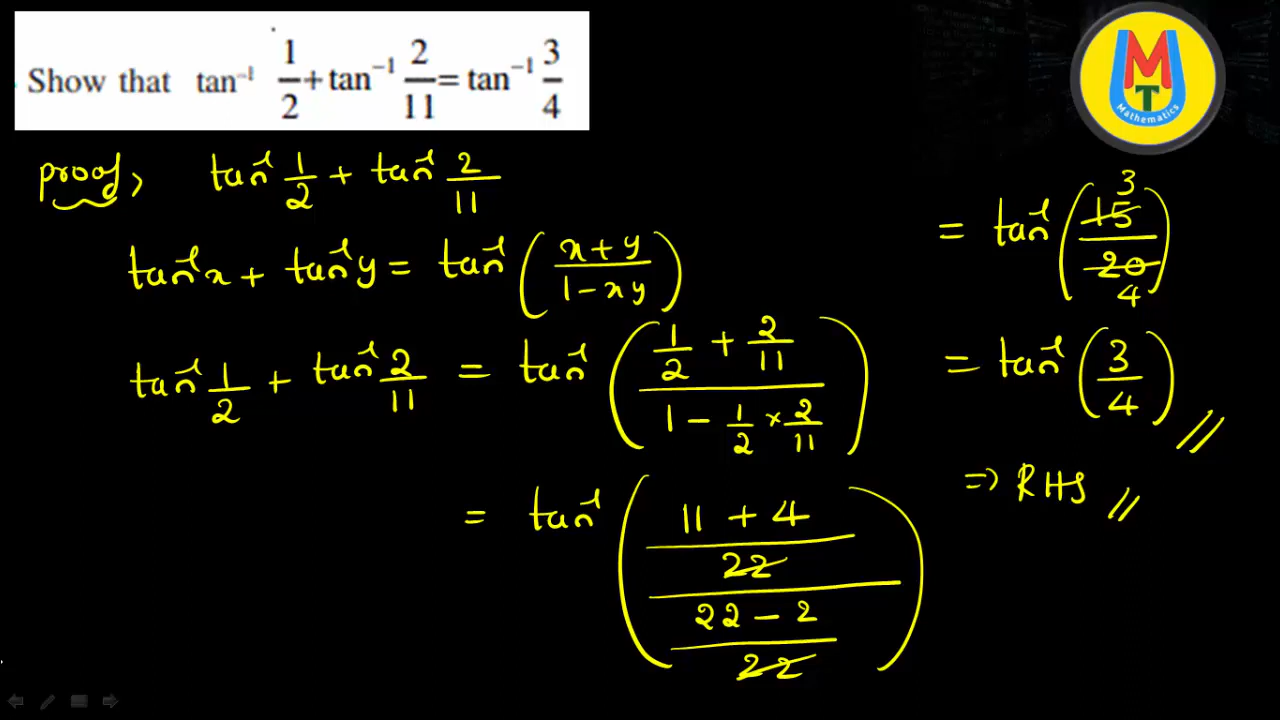 Show that tan⁻¹ 1/2 + tan⁻¹ 2/11 = tan⁻¹ 3/4
MUT
Mathematics
proof, tan⁻¹ 1/2 + tan⁻¹ 2/11
tan⁻¹x + tan⁻¹y = tan⁻¹((x + y)/(1 - xy))
tan⁻¹ 1/2 + tan⁻¹ 2/11 = tan⁻¹((1/2 + 2/11)/(1 - 1/2 × 2/11))
= tan⁻¹(((11 + 4)/22)/((22 - 2)/22))
= tan⁻¹(15/20) 3 4
= tan⁻¹(3/4) //
⇒ RHS //